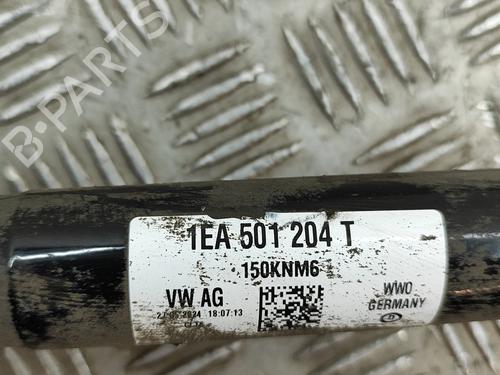 B-PARTS
1EA 501 204 T
150KNM6
VW AG
WWO
GERMANY
18:07:13